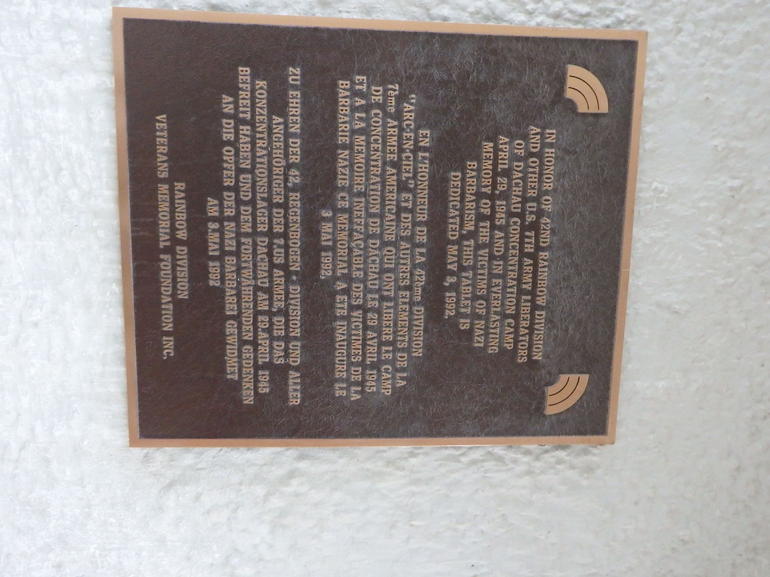 IN HONOR OF 42ND RAINBOW DIVISION
AND OTHER U.S. 7TH ARMY LIBERATORS
OF DACHAU CONCENTRATION CAMP
APRIL 29, 1945 AND IN EVERLASTING
MEMORY OF THE VICTIMS OF NAZI
BARBARISM, THIS TABLET IS
DEDICATED MAY 3, 1992.
EN L'HONNEUR DE LA 42ème DIVISION
"ARC-EN-CIEL" ET DES AUTRES ELEMENTS DE LA
7ème ARMEE AMERICAINE QUI ONT LIBERE LE CAMP
DE CONCENTRATION DE DACHAU LE 29 AVRIL 1945
ET A LA MEMOIRE INEFFAÇABLE DES VICTIMES DE LA
BARBARIE NAZIE CE MEMORIAL A ETE INAUGURE LE
3 MAI 1992.
ZU EHREN DER 42. REGENBOGEN - DIVISION UND ALLER
ANGEHÖRIGER DER 7.US ARMEE, DIE DAS
KONZENTRATIONSLAGER DACHAU AM 29.APRIL 1945
BEFREIT HABEN UND DEM FORTWÄHRENDEN GEDENKEN
AN DIE OPFER DER NAZI BARBAREI GEWIDMET
AM 3.MAI 1992
RAINBOW DIVISION
VETERANS MEMORIAL FOUNDATION INC.